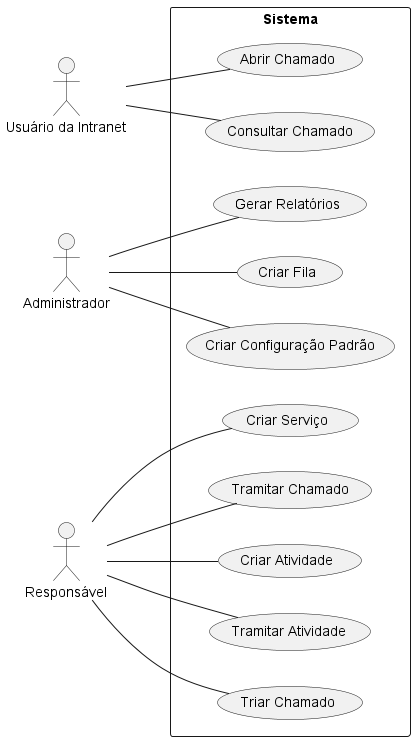 Sistema
Abrir Chamado
Usuário da Intranet
Consultar Chamado
Gerar Relatórios
Criar Fila
Administrador
Criar Configuração Padrão
Criar Serviço
Tramitar Chamado
Criar Atividade
Responsável
Tramitar Atividade
Triar Chamado